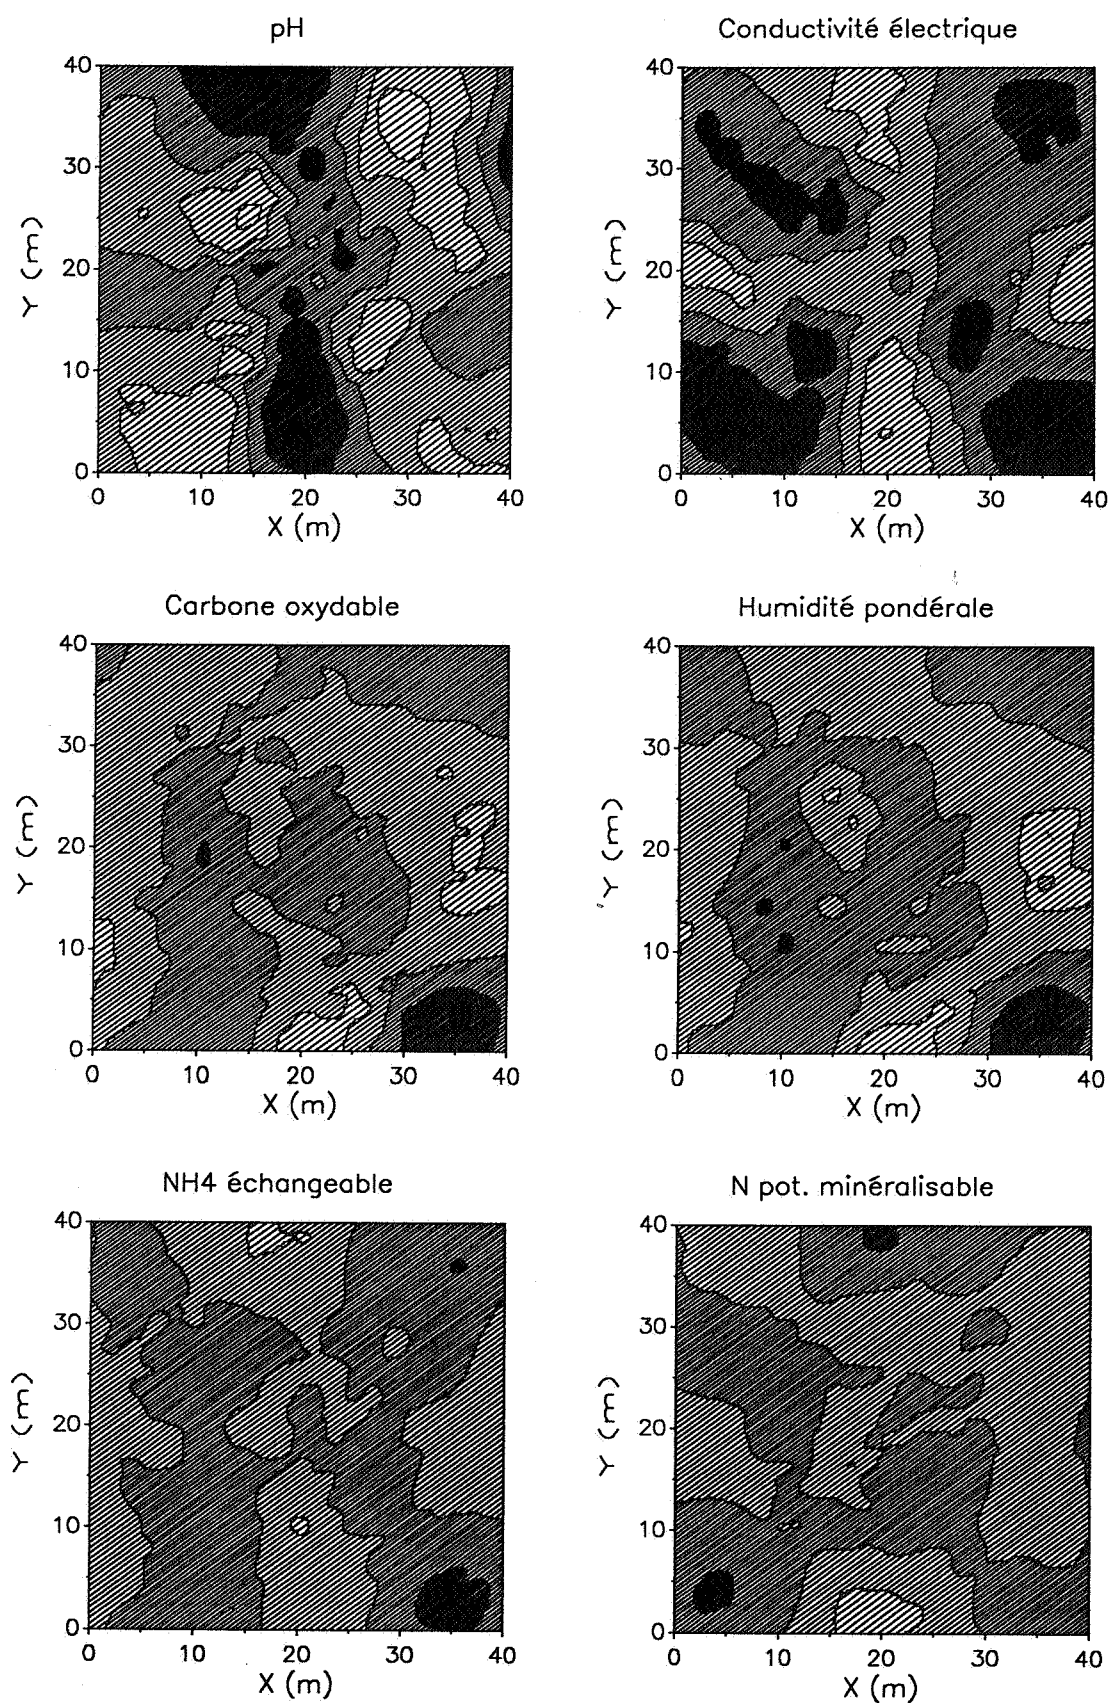 pH
Conductivité électrique
40
30
20
10
0
Y (m)
0 10 20 30 40
X (m)
40
30
20
10
0
Y (m)
0 10 20 30 40
X (m)
Carbone oxydable
Humidité pondérale
40
30
20
10
0
Y (m)
0 10 20 30 40
X (m)
40
30
20
10
0
Y (m)
0 10 20 30 40
X (m)
NH4 échangeable
N pot. minéralisable
40
30
20
10
0
Y (m)
0 10 20 30 40
X (m)
40
30
20
10
0
Y (m)
0 10 20 30 40
X (m)